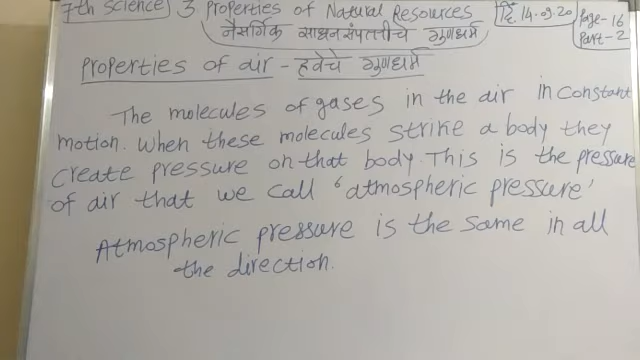 7th Science 3. Properties of Natural Resources दि. 14.09.20 Page-16
नैसर्गिक साधनसंपत्तीचे गुणधर्म Part-2
Properties of air - हवेचे गुणधर्म
The molecules of gases in the air in constant
motion. When these molecules strike a body they
create pressure on that body. This is the pressure
of air that we call 'atmospheric pressure'
Atmospheric pressure is the same in all
the direction.